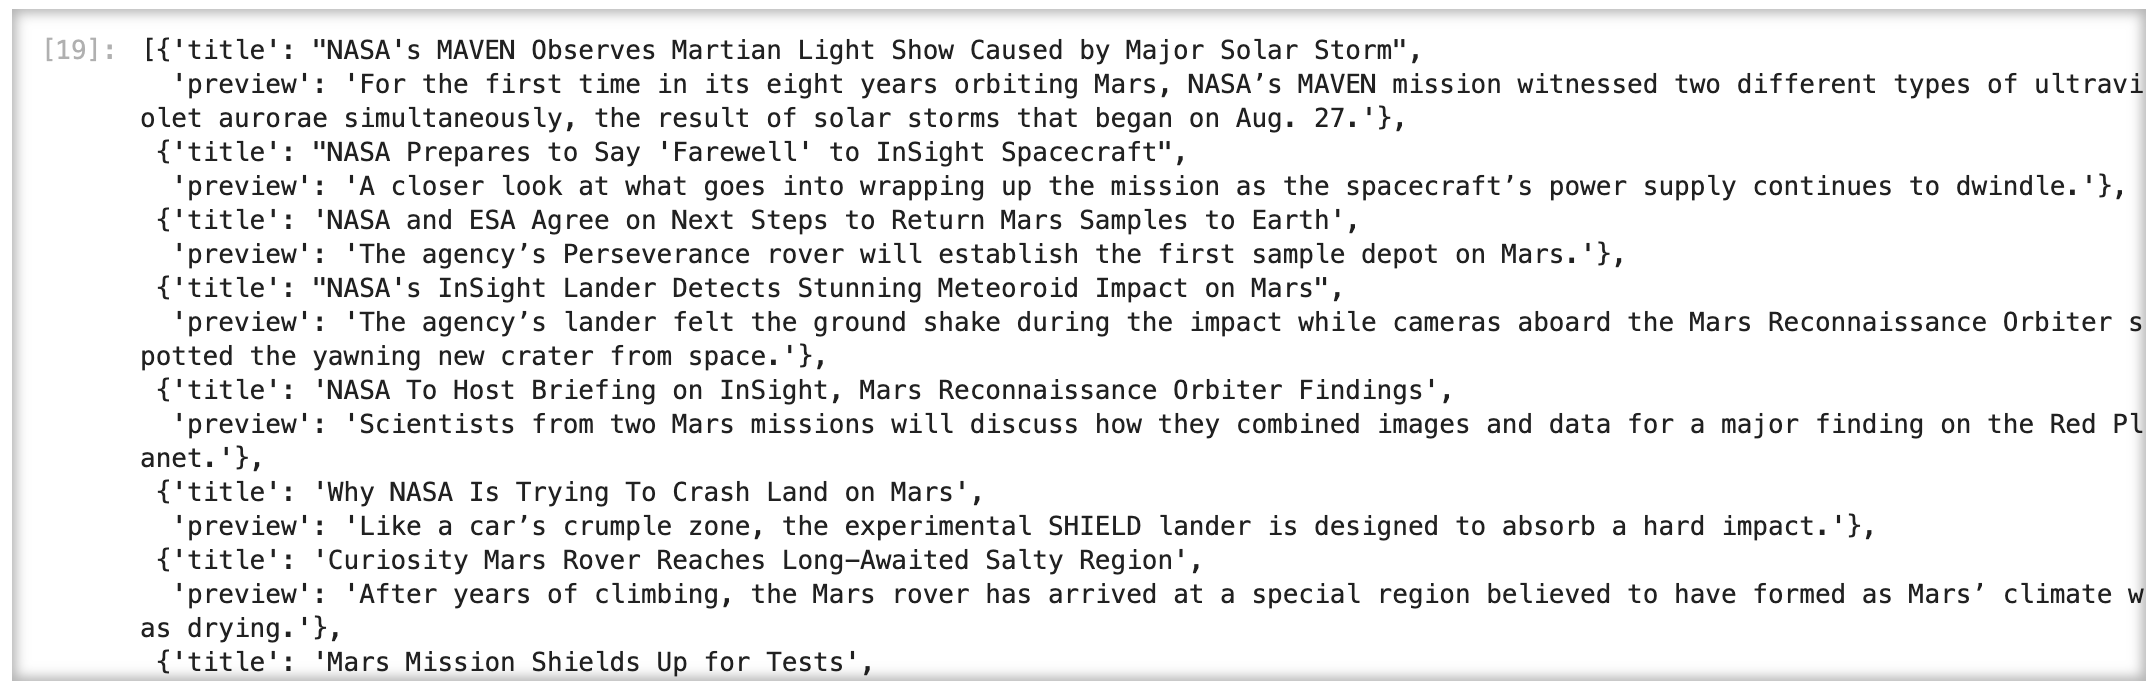 [19]: [{'title': "NASA's MAVEN Observes Martian Light Show Caused by Major Solar Storm",
'preview': 'For the first time in its eight years orbiting Mars, NASA’s MAVEN mission witnessed two different types of ultravi
olet aurorae simultaneously, the result of solar storms that began on Aug. 27.'},
{'title': "NASA Prepares to Say 'Farewell' to InSight Spacecraft",
'preview': 'A closer look at what goes into wrapping up the mission as the spacecraft’s power supply continues to dwindle.'},
{'title': 'NASA and ESA Agree on Next Steps to Return Mars Samples to Earth',
'preview': 'The agency’s Perseverance rover will establish the first sample depot on Mars.'},
{'title': "NASA's InSight Lander Detects Stunning Meteoroid Impact on Mars",
'preview': 'The agency’s lander felt the ground shake during the impact while cameras aboard the Mars Reconnaissance Orbiter s
potted the yawning new crater from space.'},
{'title': 'NASA To Host Briefing on InSight, Mars Reconnaissance Orbiter Findings',
'preview': 'Scientists from two Mars missions will discuss how they combined images and data for a major finding on the Red Pl
anet.'},
{'title': 'Why NASA Is Trying To Crash Land on Mars',
'preview': 'Like a car’s crumple zone, the experimental SHIELD lander is designed to absorb a hard impact.'},
{'title': 'Curiosity Mars Rover Reaches Long-Awaited Salty Region',
'preview': 'After years of climbing, the Mars rover has arrived at a special region believed to have formed as Mars’ climate w
as drying.'},
{'title': 'Mars Mission Shields Up for Tests',